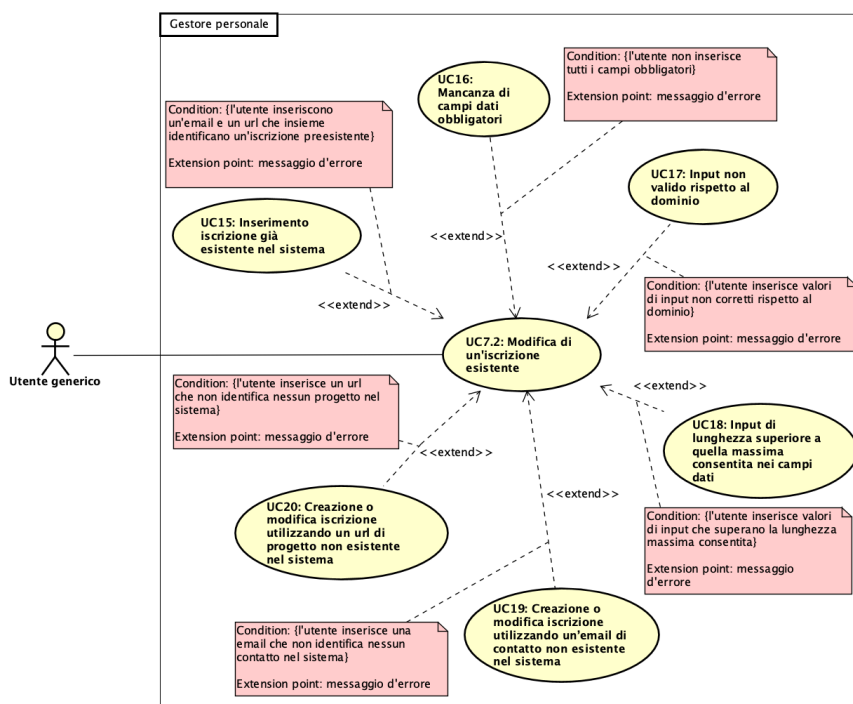 Gestore personale
UC16:
Mancanza di
campi dati
obbligatori
Condition: {l'utente non inserisce
tutti i campi obbligatori}
Extension point: messaggio d'errore
Condition: {l'utente inseriscono
un'email e un url che insieme
identificano un'iscrizione preesistente}
Extension point: messaggio d'errore
UC17: Input non
valido rispetto al
dominio
UC15: Inserimento
iscrizione già
esistente nel sistema
<<extend>>
<<extend>>
<<extend>>
Condition: {l'utente inserisce valori
di input non corretti rispetto al
dominio}
Extension point: messaggio d'errore
UC7.2: Modifica di
un'iscrizione
esistente
Utente generico
Condition: {l'utente inserisce un url
che non identifica nessun progetto nel
sistema}
Extension point: messaggio d'errore
<<extend>>
<<extend>>
UC18: Input di
lunghezza superiore a
quella massima
consentita nei campi
dati
UC20: Creazione o
modifica iscrizione
utilizzando un url di
progetto non esistente
nel sistema
<<extend>>
Condition: {l'utente inserisce valori
di input che superano la lunghezza
massima consentita}
Extension point: messaggio
d'errore
UC19: Creazione o
modifica iscrizione
utilizzando un'email di
contatto non esistente
nel sistema
Condition: {l'utente inserisce una
email che non identifica nessun
contatto nel sistema}
Extension point: messaggio d'errore